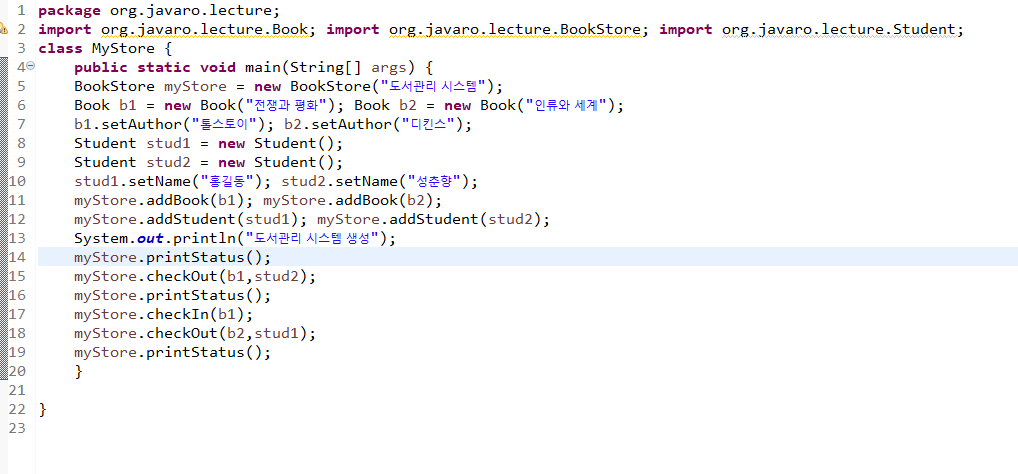 1 package org.javaro.lecture;
2 import org.javaro.lecture.Book; import org.javaro.lecture.BookStore; import org.javaro.lecture.Student;
3 class MyStore {
4 public static void main(String[] args) {
5 BookStore myStore = new BookStore("도서관리 시스템");
6 Book b1 = new Book("전쟁과 평화"); Book b2 = new Book("인류와 세계");
7 b1.setAuthor("톨스토이"); b2.setAuthor("디킨스");
8 Student stud1 = new Student();
9 Student stud2 = new Student();
10 stud1.setName("홍길동"); stud2.setName("성춘향");
11 myStore.addBook(b1); myStore.addBook(b2);
12 myStore.addStudent(stud1); myStore.addStudent(stud2);
13 System.out.println("도서관리 시스템 생성");
14 myStore.printStatus();
15 myStore.checkOut(b1,stud2);
16 myStore.printStatus();
17 myStore.checkIn(b1);
18 myStore.checkOut(b2,stud1);
19 myStore.printStatus();
20 }
21
22 }
23